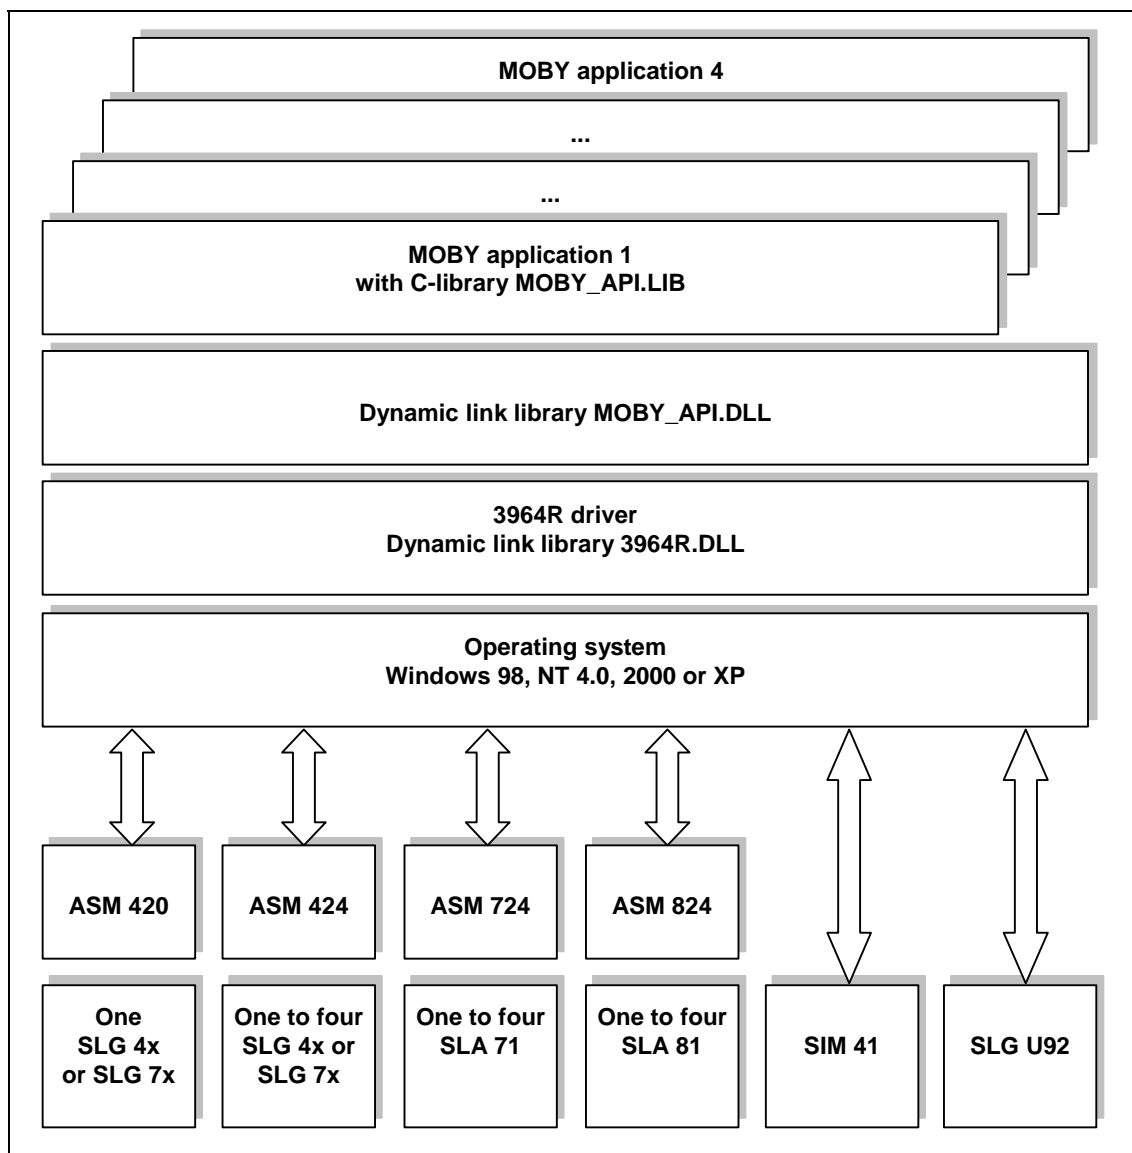 MOBY application 4
...
...
MOBY application 1
with C-library MOBY_API.LIB
Dynamic link library MOBY_API.DLL
3964R driver
Dynamic link library 3964R.DLL
Operating system
Windows 98, NT 4.0, 2000 or XP
ASM 420
ASM 424
ASM 724
ASM 824
One
SLG 4x
or SLG 7x
One to four
SLG 4x or
SLG 7x
One to four
SLA 71
One to four
SLA 81
SIM 41
SLG U92